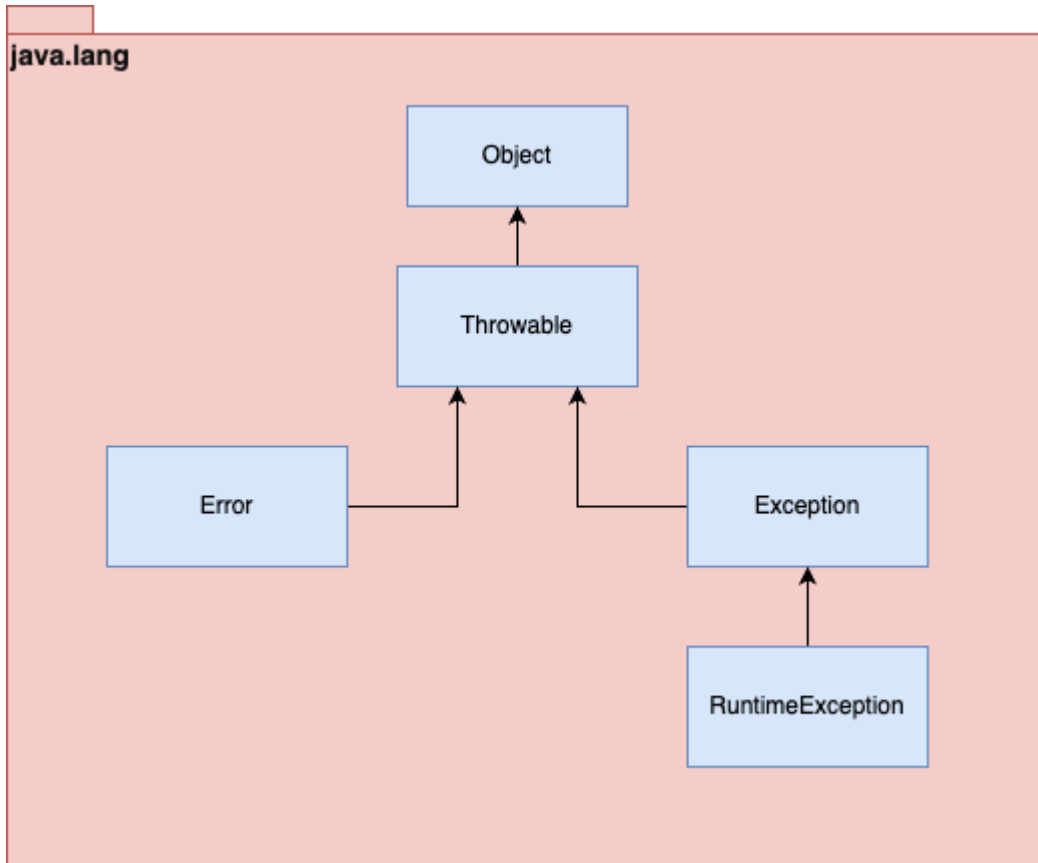 java.lang
Object
Throwable
Error
Exception
RuntimeException